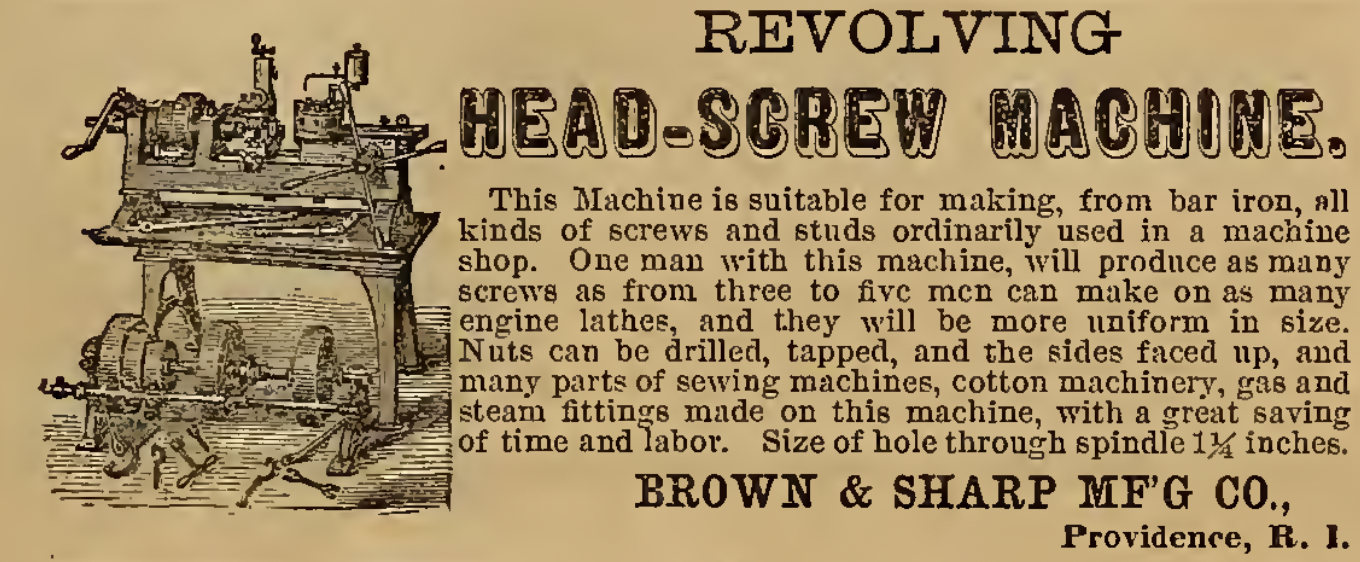 REVOLVING
HEAD-SCREW MACHINE.
This Machine is suitable for making, from bar iron, all
kinds of screws and studs ordinarily used in a machine
shop. One man with this machine, will produce as many
screws as from three to five men can make on as many
engine lathes, and they will be more uniform in size.
Nuts can be drilled, tapped, and the sides faced up, and
many parts of sewing machines, cotton machinery, gas and
steam fittings made on this machine, with a great saving
of time and labor. Size of hole through spindle 1¼ inches.
BROWN & SHARP MF'G CO.,
Providence, R. I.